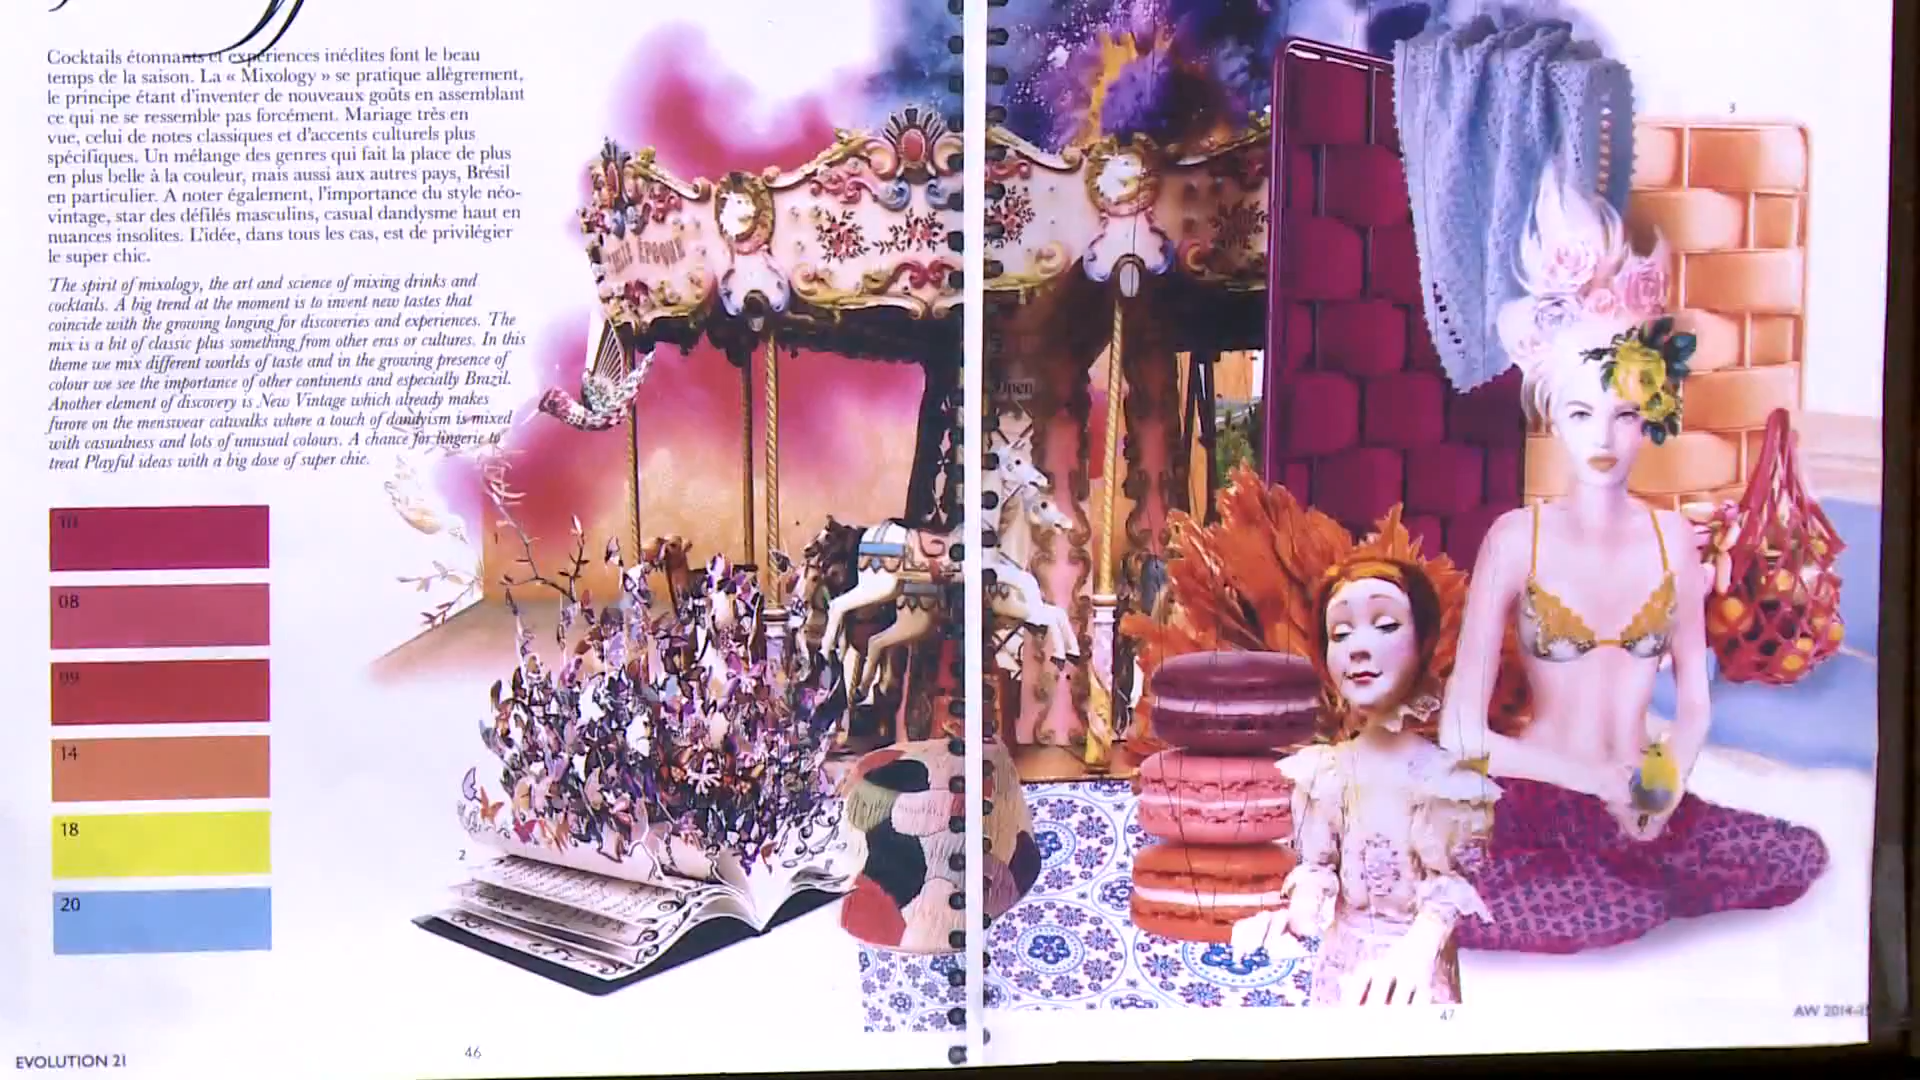 Cocktails étonnants et expériences inédites font le beau
temps de la saison. La « Mixology » se pratique allègrement,
le principe étant d'inventer de nouveaux goûts en assemblant
ce qui ne se ressemble pas forcément. Mariage très en
vue, celui de notes classiques et d'accents culturels plus
spécifiques. Un mélange des genres qui fait la place de plus
en plus belle à la couleur, mais aussi aux autres pays, Brésil
en particulier. A noter également, l'importance du style néo-
vintage, star des défilés masculins, casual dandysme haut en
nuances insolites. L'idée, dans tous les cas, est de privilégier
le super chic.
The spirit of mixology, the art and science of mixing drinks and
cocktails. A big trend at the moment is to invent new tastes that
coincide with the growing longing for discoveries and experiences. The
mix is a bit of classic plus something from other eras or cultures. In this
theme we mix different worlds of taste and in the growing presence of
colour we see the importance of other continents and especially Brazil.
Another element of discovery is New Vintage which already makes
furore on the menswear catwalks where a touch of dandyism is mixed
with casualness and lots of unusual colours. A chance for lingerie to
treat Playful ideas with a big dose of super chic.
10
08
09
14
18
20
2
3
Open
EVOLUTION 21
46
47
AW 2014-15